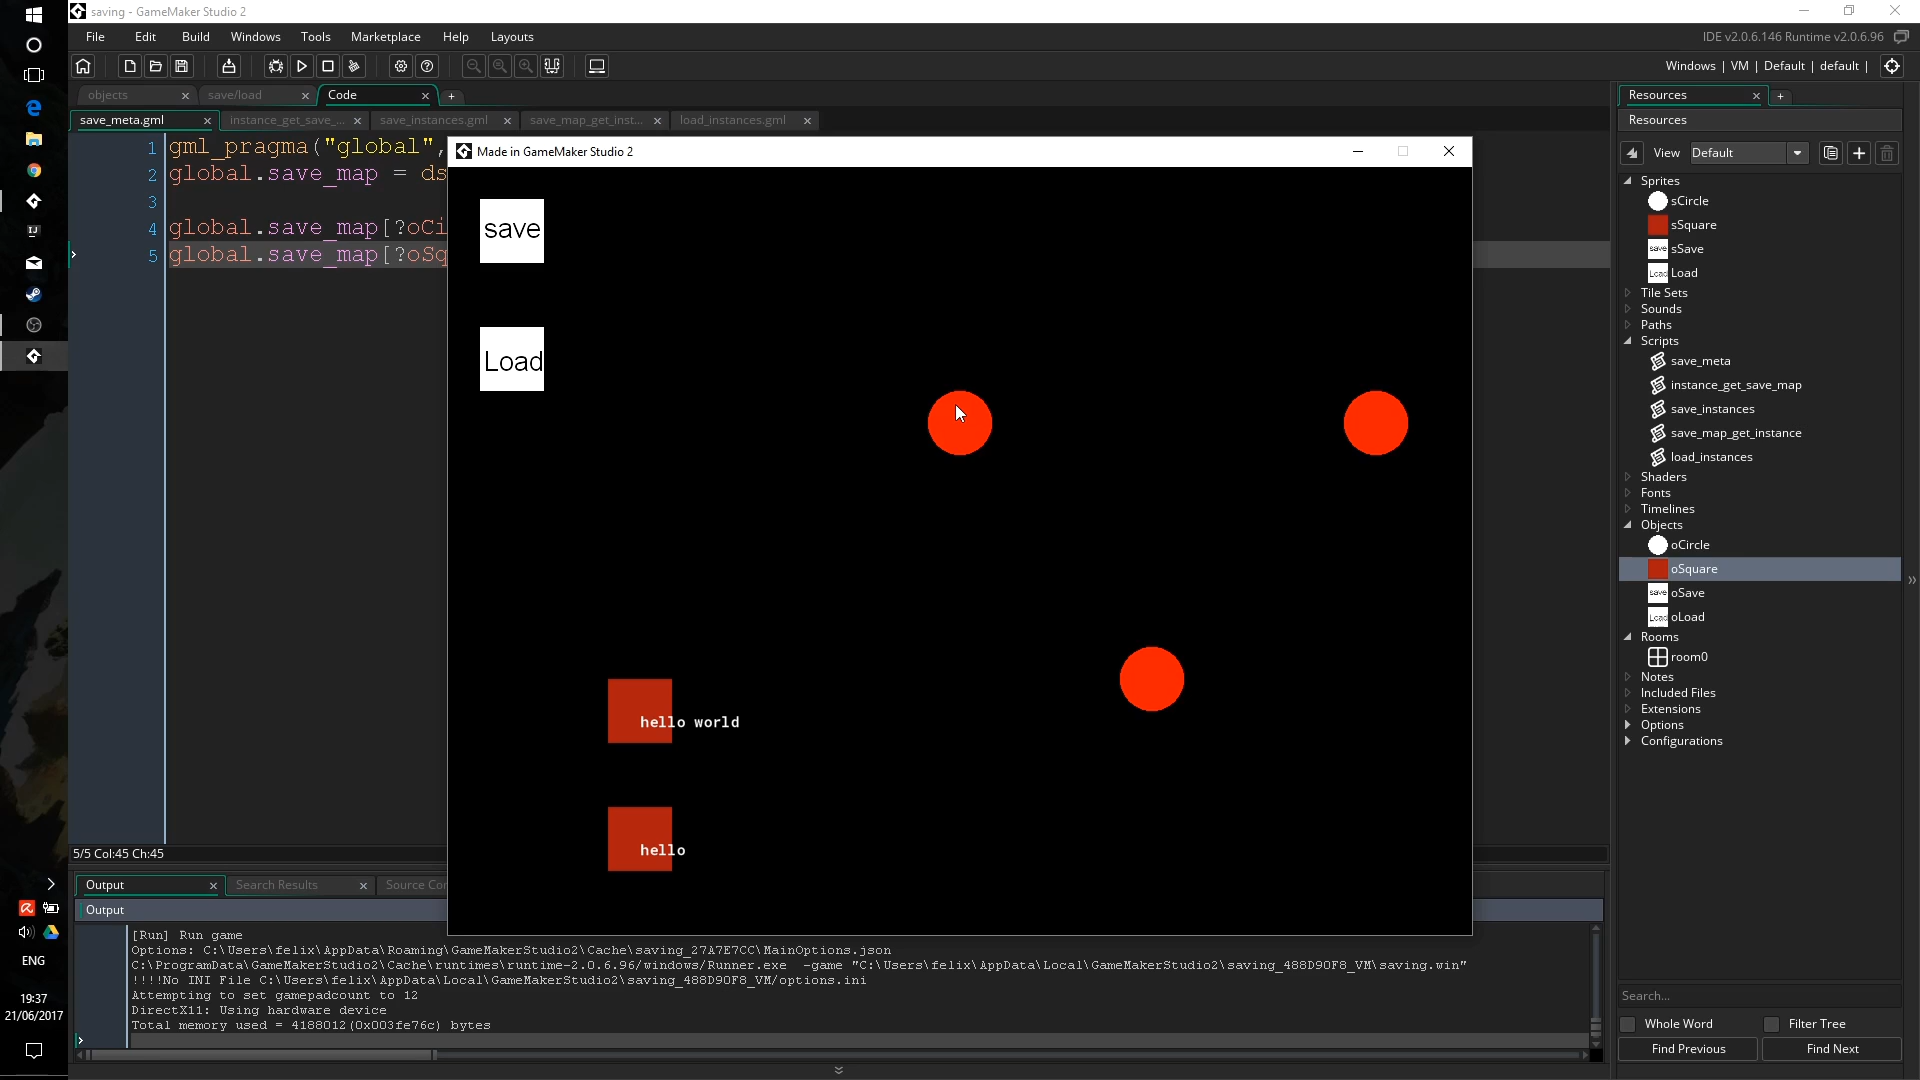 saving - GameMaker Studio 2
File Edit Build Windows Tools Marketplace Help Layouts
IDE v2.0.6.146 Runtime v2.0.6.96
Windows | VM | Default | default |
objects save/load Code
save_meta.gml instance_get_save_... save_instances.gml save_map_get_inst... load_instances.gml
1 gml_pragma("global",
2 global.save_map = ds
3
4 global.save_map[?oCi
5 global.save_map[?oSq
Made in GameMaker Studio 2
save
Load
hello world
hello
5/5 Col:45 Ch:45
Output Search Results Source Con
Output
[Run] Run game
Options: C:\Users\felix\AppData\Roaming\GameMakerStudio2\Cache\saving_27A7E7CC\MainOptions.json
C:\ProgramData\GameMakerStudio2\Cache\runtimes\runtime-2.0.6.96/windows/Runner.exe -game "C:\Users\felix\AppData\Local\GameMakerStudio2\saving_488D90F8_VM\saving.win"
!!!!No INI File C:\Users\felix\AppData\Local\GameMakerStudio2\saving_488D90F8_VM/options.ini
Attempting to set gamepadcount to 12
DirectX11: Using hardware device
Total memory used = 4188012(0x003fe76c) bytes
Resources
Resources
View Default
Sprites
sCircle
sSquare
save sSave
Load Load
Tile Sets
Sounds
Paths
Scripts
save_meta
instance_get_save_map
save_instances
save_map_get_instance
load_instances
Shaders
Fonts
Timelines
Objects
oCircle
oSquare
save oSave
Load oLoad
Rooms
room0
Notes
Included Files
Extensions
Options
Configurations
Search...
Whole Word Filter Tree
Find Previous Find Next
IJ
ENG
19:37
21/06/2017